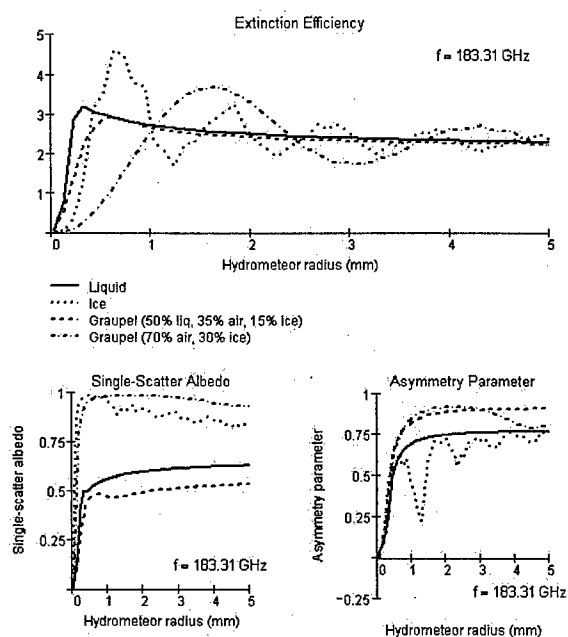 Extinction Efficiency
5
4
3
2
1
f = 183.31 GHz
0 1 2 3 4 5
Hydrometeor radius (mm)
Liquid
Ice
Graupel (50% liq, 35% air, 15% ice)
Graupel (70% air, 30% ice)
Single-Scatter Albedo
Single-scatter albedo
1
0.75
0.5
0.25
f = 183.31 GHz
0 1 2 3 4 5
Hydrometeor radius (mm)
Asymmetry Parameter
Asymmetry parameter
1
0.75
0.5
0.25
−0.25
0 1 2 3 4 5
f = 183.31 GHz
Hydrometeor radius (mm)